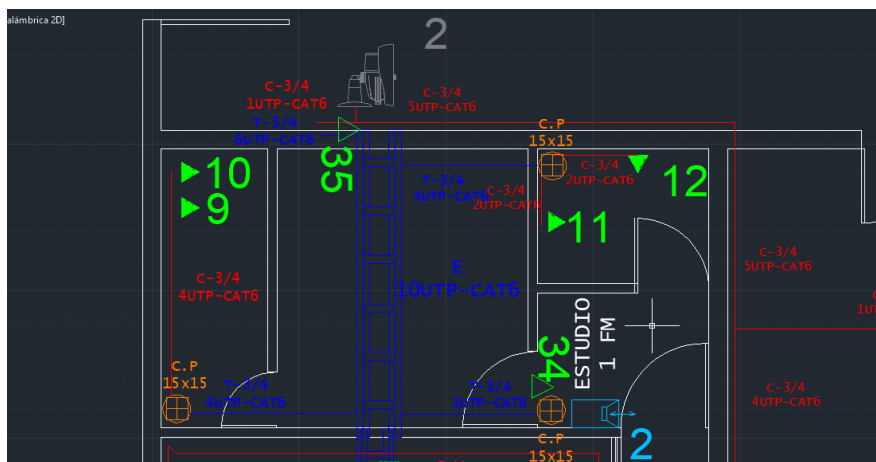 alámbrica 2D]
2
C-3/4
1UTP-CAT6
C-3/4
5UTP-CAT6
T-3/4
6UTP-CAT6
35
C.P
15x15
10
9
T-3/4
4UTP-CAT6
C-3/4
2UTP-CAT6
C-3/4
2UTP-CAT6
12
11
C-3/4
4UTP-CAT6
E
10UTP-CAT6
C-3/4
5UTP-CAT6
34
ESTUDIO
1 FM
C.P
15x15
T-3/4
4UTP-CAT6
T-3/4
1UTP-CAT6
C-3/4
4UTP-CAT6
C.P
15x15
2